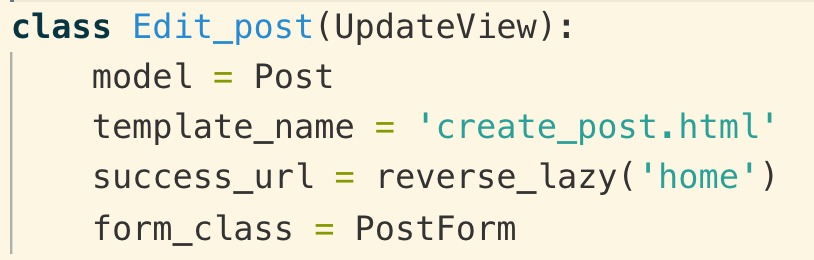 class Edit_post(UpdateView):
    model = Post
    template_name = 'create_post.html'
    success_url = reverse_lazy('home')
    form_class = PostForm